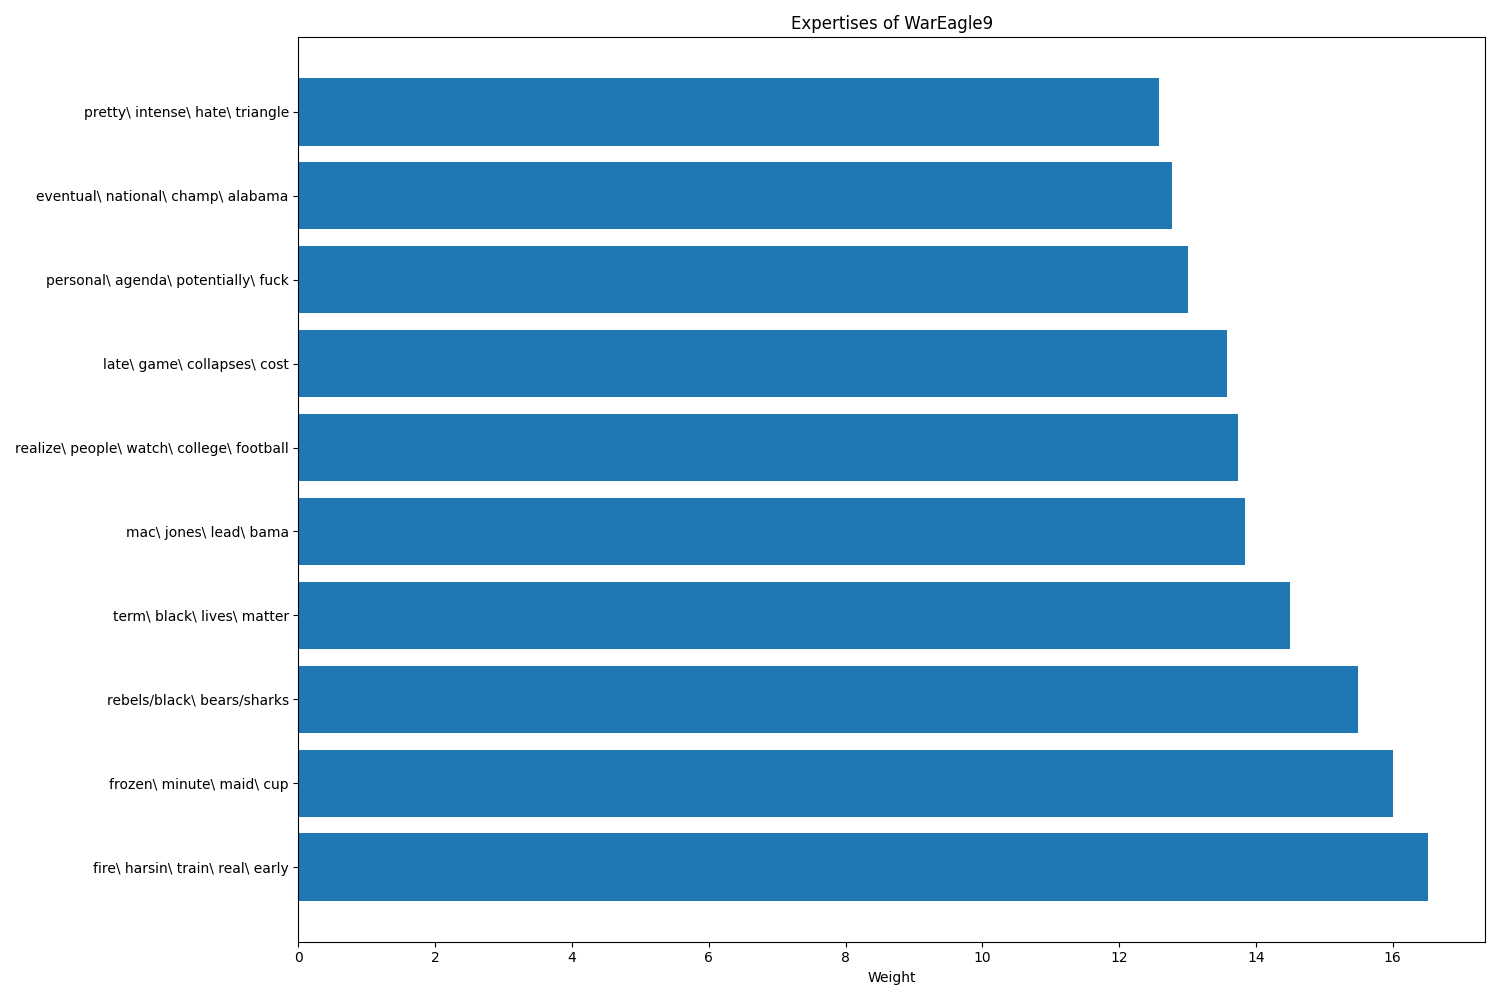 Expertises of WarEagle9
pretty\ intense\ hate\ triangle
eventual\ national\ champ\ alabama
personal\ agenda\ potentially\ fuck
late\ game\ collapses\ cost
realize\ people\ watch\ college\ football
mac\ jones\ lead\ bama
term\ black\ lives\ matter
rebels/black\ bears/sharks
frozen\ minute\ maid\ cup
fire\ harsin\ train\ real\ early
0 2 4 6 8 10 12 14 16
Weight